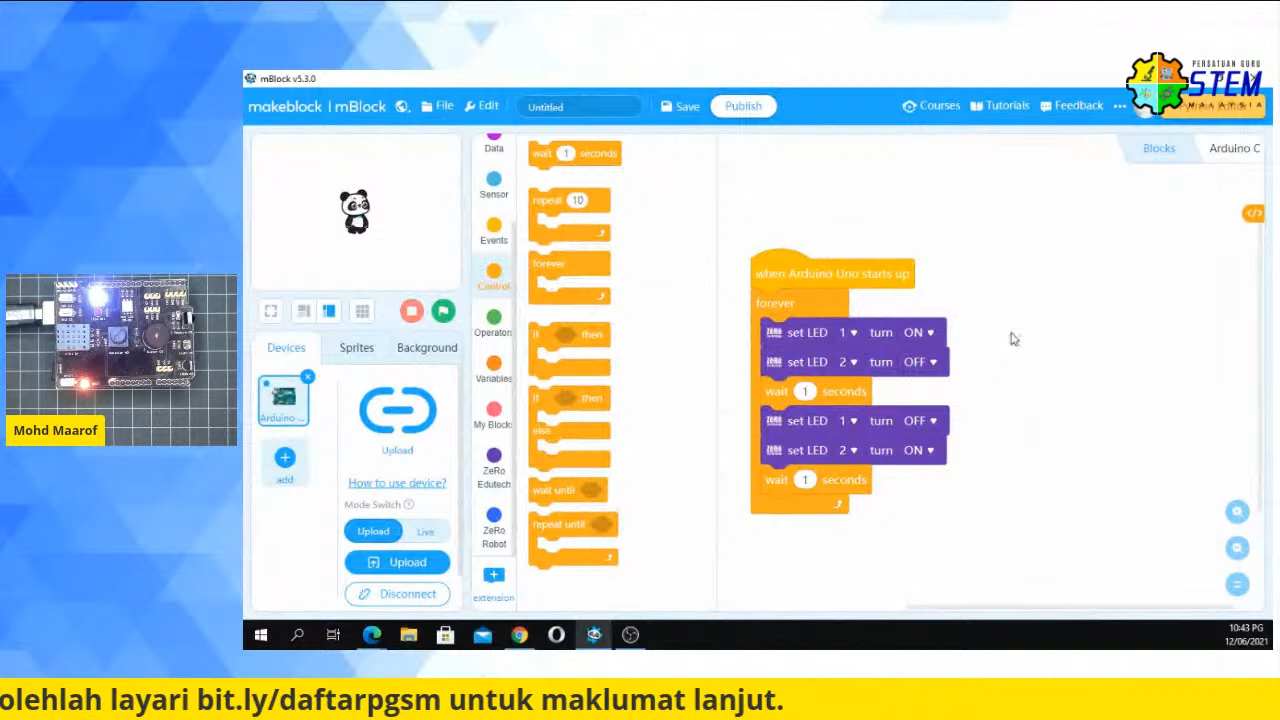 PERSATUAN GURU
STEM
MALAYSIA
mBlock v5.3.0
makeblock | mBlock
File
Edit
Untitled
Save
Publish
Courses
Tutorials
Feedback
Blocks
Arduino C
Data
Sensor
Events
Control
Operators
Variables
My Blocks
ZeRo
Edutech
ZeRo
Robot
extension
wait 1 seconds
repeat 10
forever
if then
if then
else
wait until
repeat until
when Arduino Uno starts up
forever
set LED 1 turn ON
set LED 2 turn OFF
wait 1 seconds
set LED 1 turn OFF
set LED 2 turn ON
wait 1 seconds
Devices
Sprites
Background
Arduino-...
add
Upload
How to use device?
Mode Switch
Upload
Live
Upload
Disconnect
Mohd Maarof
10:43 PG
12/06/2021
olehlah layari bit.ly/daftarpgsm untuk maklumat lanjut.